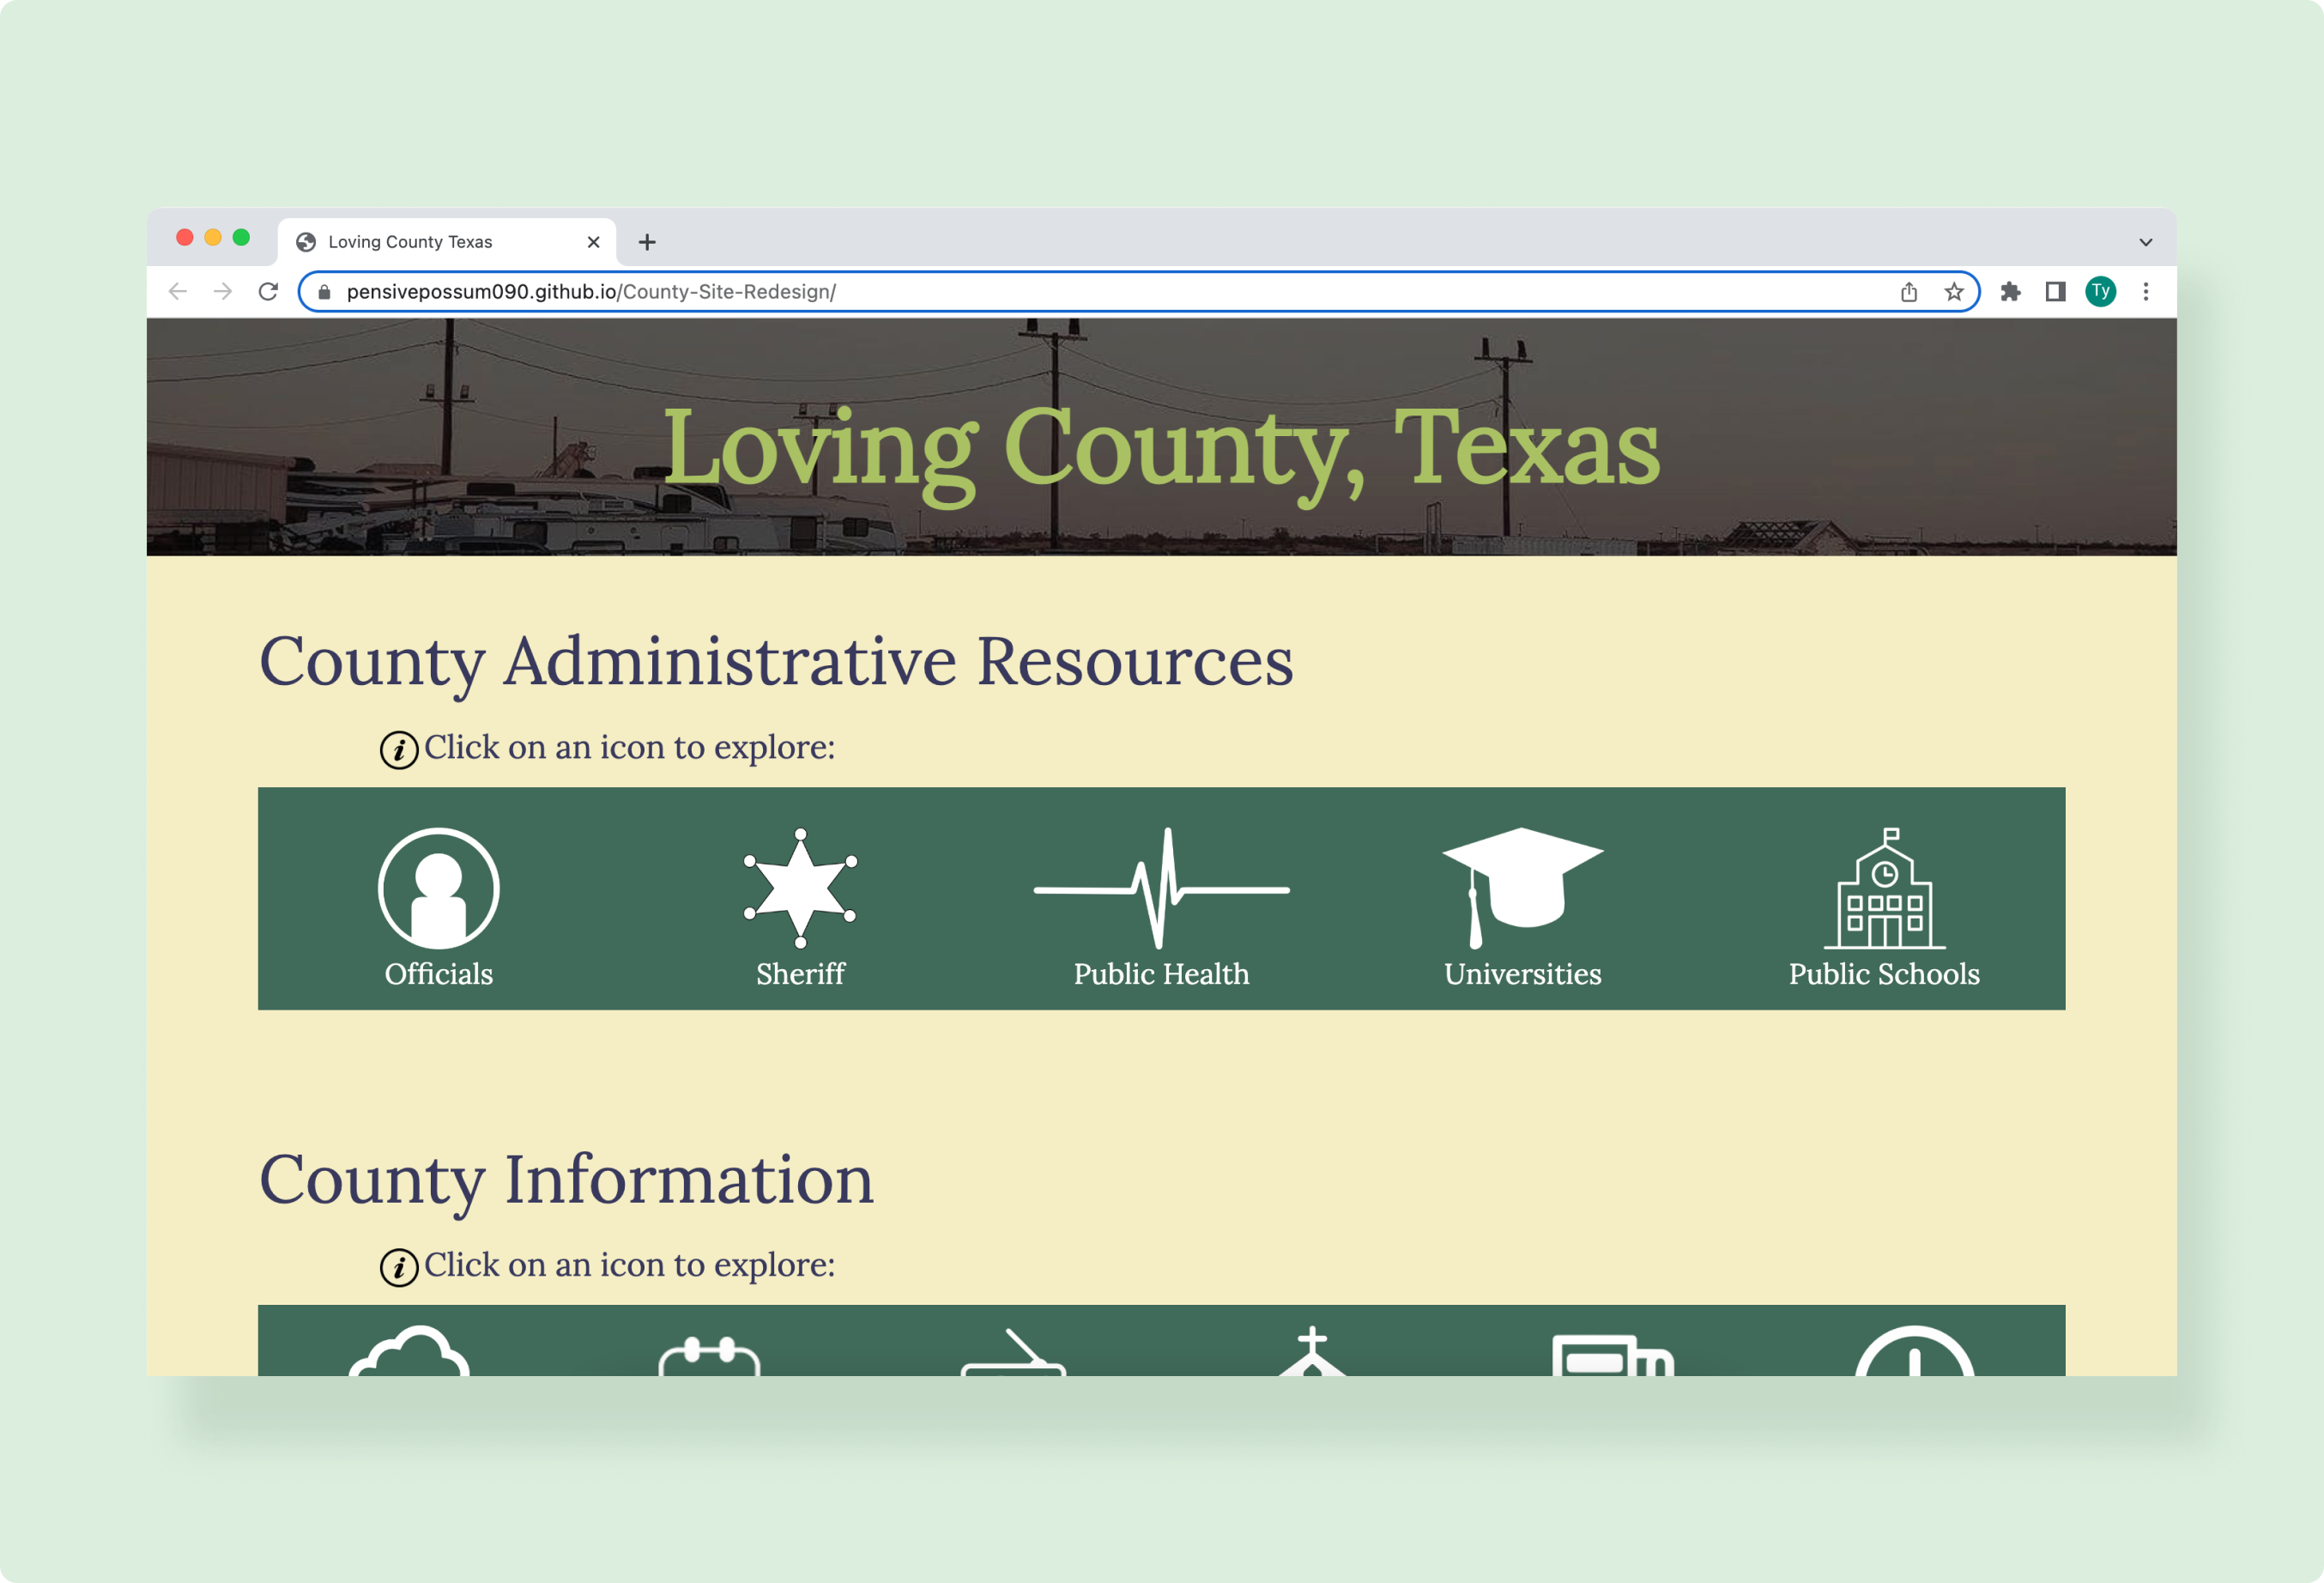 Loving County Texas
pensivepossum090.github.io/County-Site-Redesign/
Ty
Loving County, Texas
County Administrative Resources
Click on an icon to explore:
Officials
Sheriff
Public Health
Universities
Public Schools
County Information
Click on an icon to explore: